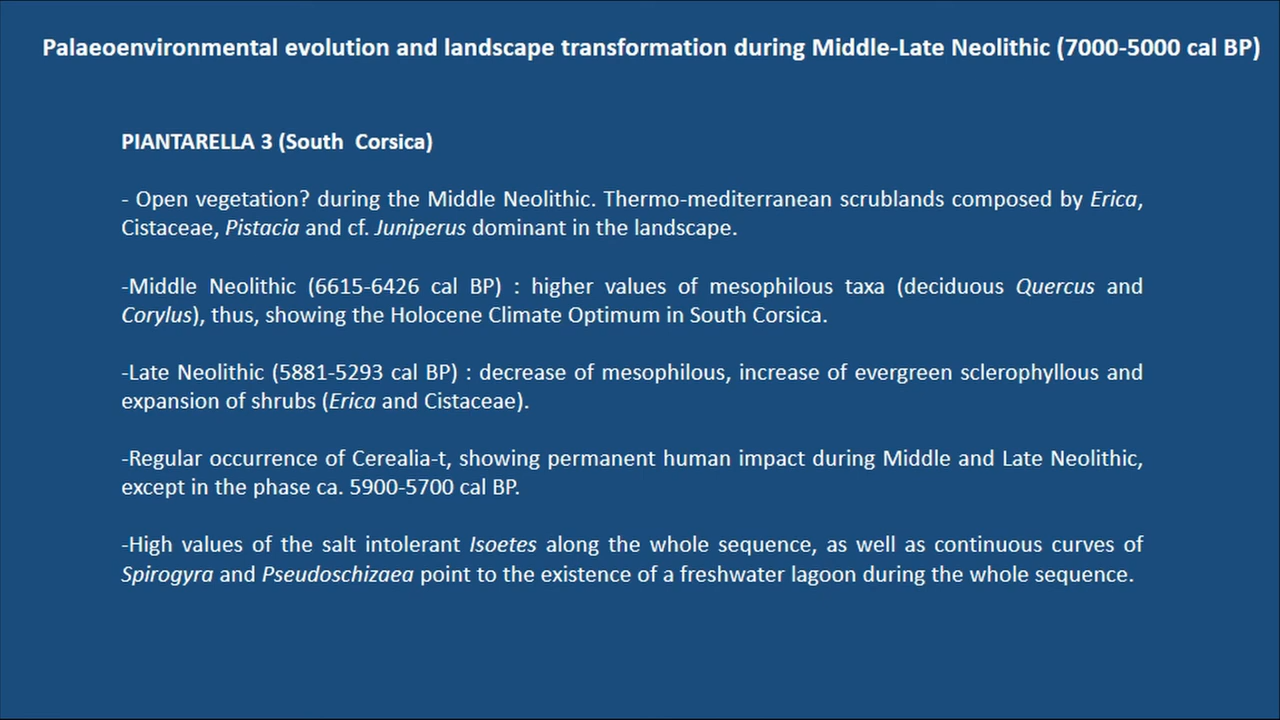 Palaeoenvironmental evolution and landscape transformation during Middle-Late Neolithic (7000-5000 cal BP)
PIANTARELLA 3 (South Corsica)
- Open vegetation? during the Middle Neolithic. Thermo-mediterranean scrublands composed by Erica,
Cistaceae, Pistacia and cf. Juniperus dominant in the landscape.
-Middle Neolithic (6615-6426 cal BP) : higher values of mesophilous taxa (deciduous Quercus and
Corylus), thus, showing the Holocene Climate Optimum in South Corsica.
-Late Neolithic (5881-5293 cal BP) : decrease of mesophilous, increase of evergreen sclerophyllous and
expansion of shrubs (Erica and Cistaceae).
-Regular occurrence of Cerealia-t, showing permanent human impact during Middle and Late Neolithic,
except in the phase ca. 5900-5700 cal BP.
-High values of the salt intolerant Isoetes along the whole sequence, as well as continuous curves of
Spirogyra and Pseudoschizaea point to the existence of a freshwater lagoon during the whole sequence.